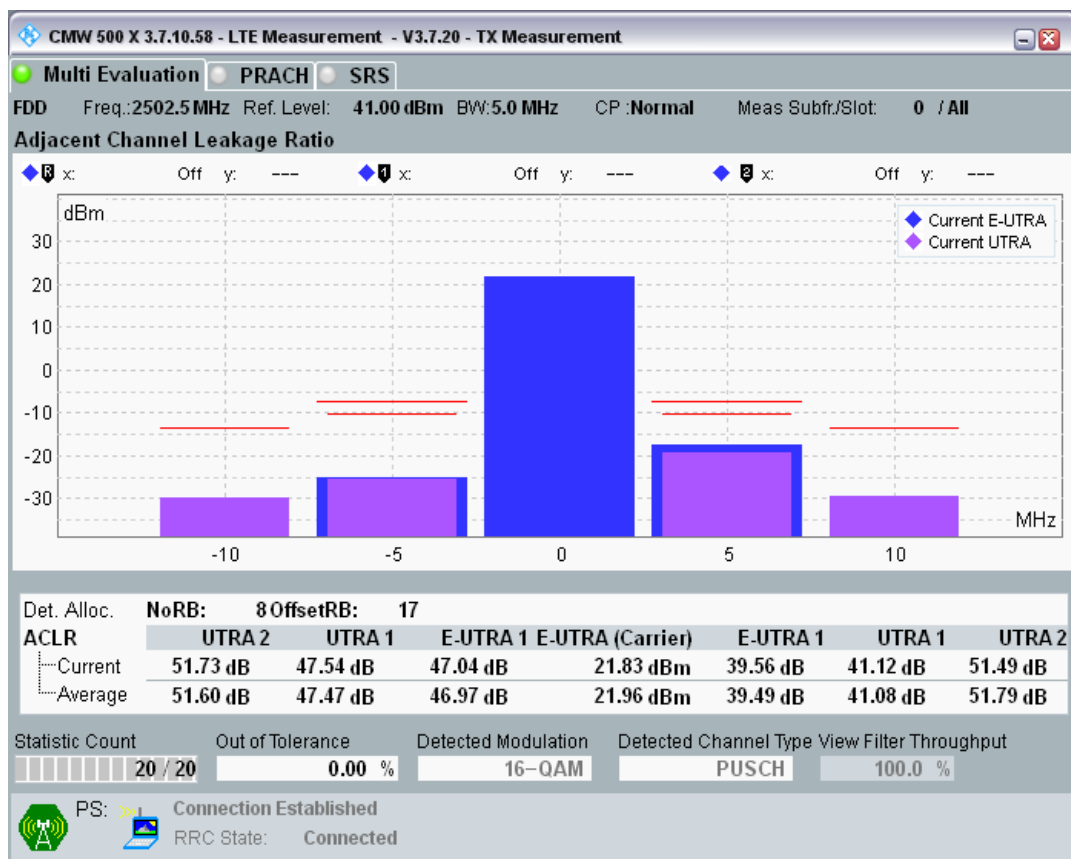 CMW 500 X 3.7.10.58 - LTE Measurement - V3.7.20 - TX Measurement
Multi Evaluation PRACH SRS
FDD Freq.:2502.5 MHz Ref. Level: 41.00 dBm BW:5.0 MHz CP :Normal Meas Subfr./Slot: 0 / All
Adjacent Channel Leakage Ratio
R x: Off y: --- 1 x: Off y: --- 2 x: Off y: ---
dBm
Current E-UTRA
Current UTRA
30
20
10
0
-10
-20
-30
MHz
-10 -5 0 5 10
Det. Alloc. NoRB: 8 OffsetRB: 17
ACLR UTRA 2 UTRA 1 E-UTRA 1 E-UTRA (Carrier) E-UTRA 1 UTRA 1 UTRA 2
Current 51.73 dB 47.54 dB 47.04 dB 21.83 dBm 39.56 dB 41.12 dB 51.49 dB
Average 51.60 dB 47.47 dB 46.97 dB 21.96 dBm 39.49 dB 41.08 dB 51.79 dB
Statistic Count Out of Tolerance Detected Modulation Detected Channel Type View Filter Throughput
20 / 20 0.00 % 16-QAM PUSCH 100.0 %
PS: Connection Established
RRC State: Connected